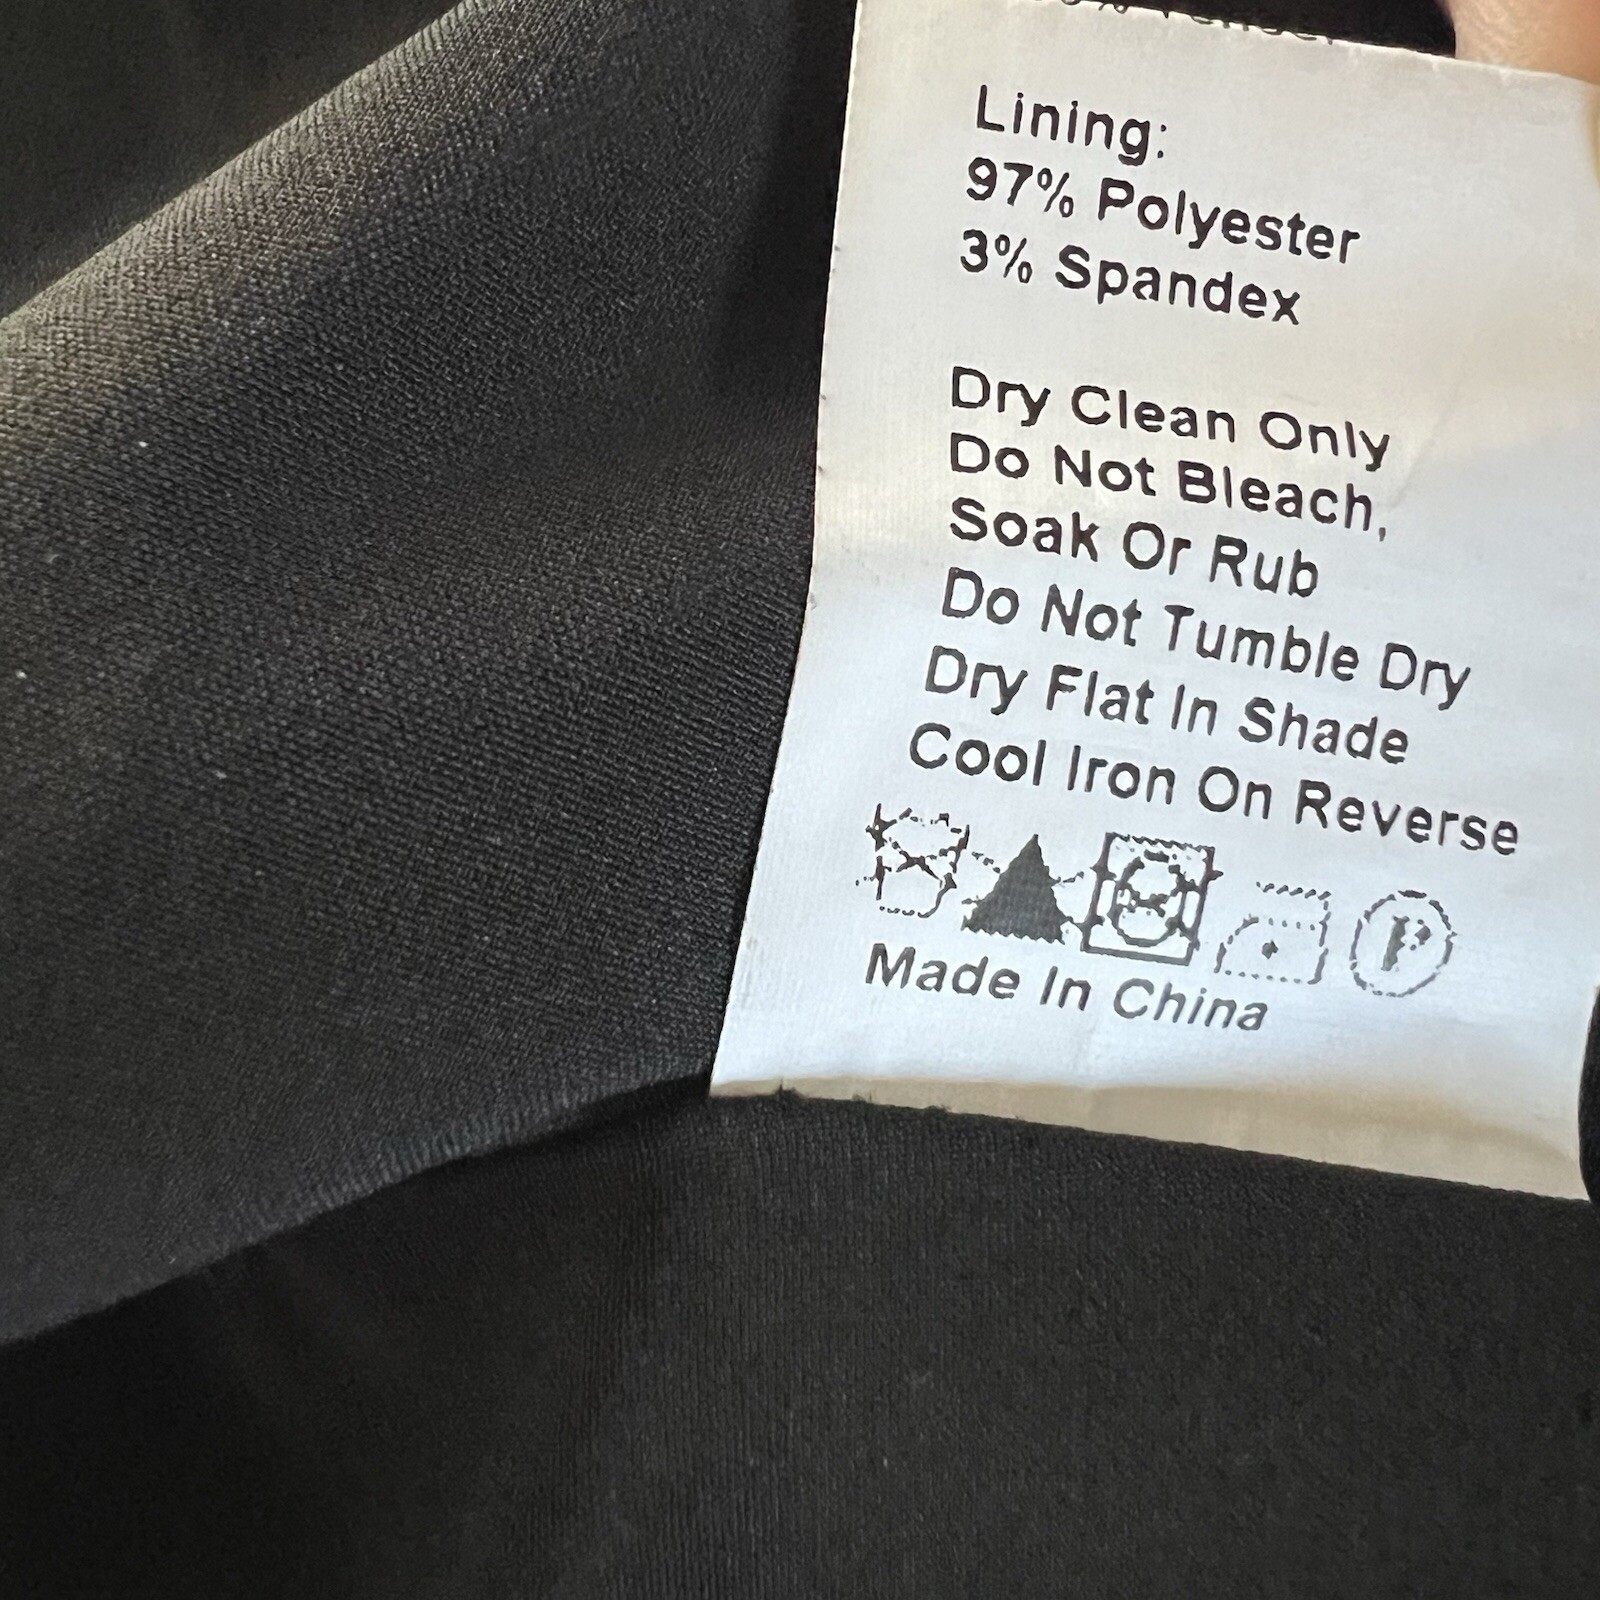 Lining:
97% Polyester
3% Spandex
Dry Clean Only
Do Not Bleach,
Soak Or Rub
Do Not Tumble Dry
Dry Flat In Shade
Cool Iron On Reverse
P
Made In China